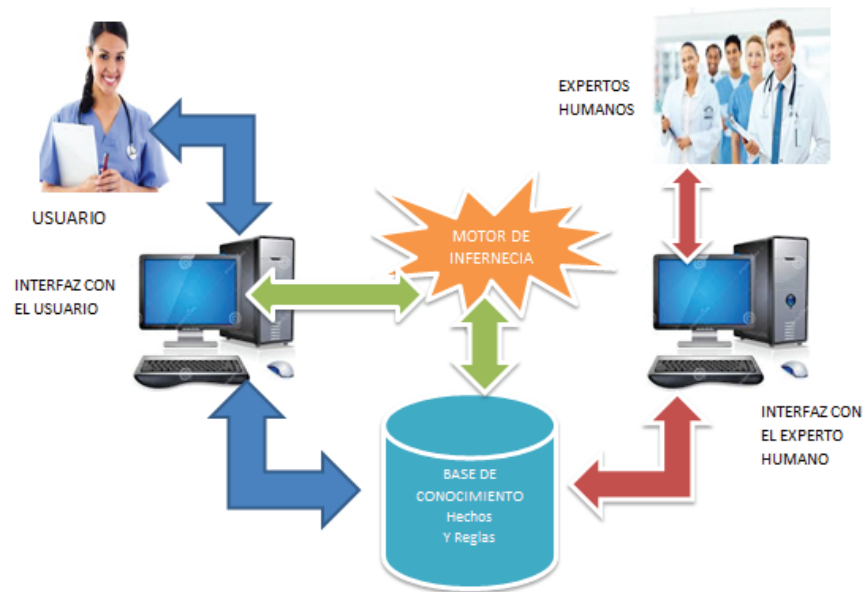 EXPERTOS
HUMANOS
USUARIO
MOTOR DE
INFERNECIA
INTERFAZ CON
EL USUARIO
INTERFAZ CON
EL EXPERTO
HUMANO
BASE DE
CONOCIMIENTO
Hechos
Y Reglas